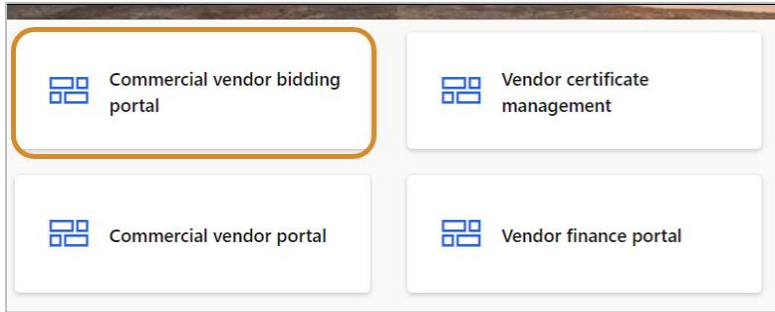 Commercial vendor bidding
portal
Vendor certificate
management
Commercial vendor portal
Vendor finance portal